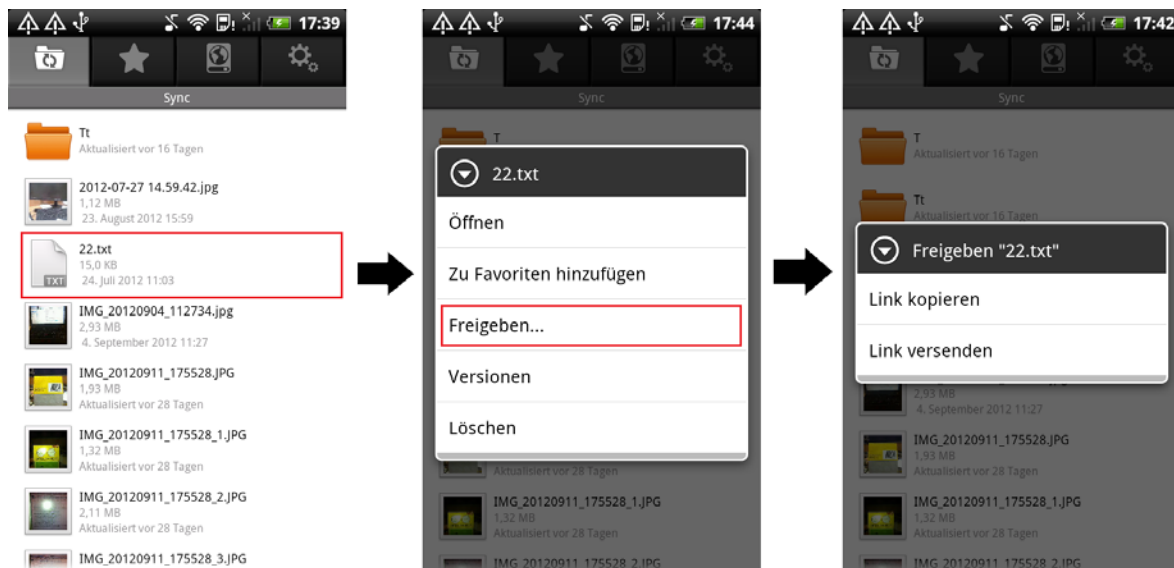 17:39
Sync
Tt
Aktualisiert vor 16 Tagen
2012-07-27 14.59.42.jpg
1,12 MB
23. August 2012 15:59
22.txt
15,0 KB
24. Juli 2012 11:03
TXT
IMG_20120904_112734.jpg
2,93 MB
4. September 2012 11:27
IMG_20120911_175528.JPG
1,93 MB
Aktualisiert vor 28 Tagen
IMG_20120911_175528_1.JPG
1,32 MB
Aktualisiert vor 28 Tagen
IMG_20120911_175528_2.JPG
2,11 MB
Aktualisiert vor 28 Tagen
IMG_20120911_175528_3.JPG
17:44
Sync
T
22.txt
Öffnen
Zu Favoriten hinzufügen
Freigeben...
Versionen
Löschen
Aktualisiert vor 28 Tagen
IMG_20120911_175528_1.JPG
1,32 MB
Aktualisiert vor 28 Tagen
IMG_20120911_175528_2.JPG
17:42
Sync
T
Aktualisiert vor 16 Tagen
Tt
Aktualisiert vor 16 Tagen
Freigeben "22.txt"
Link kopieren
Link versenden
2,93 MB
4. September 2012 11:27
IMG_20120911_175528.JPG
1,93 MB
Aktualisiert vor 28 Tagen
IMG_20120911_175528_1.JPG
1,32 MB
Aktualisiert vor 28 Tagen
IMG_20120911_175528_2.JPG